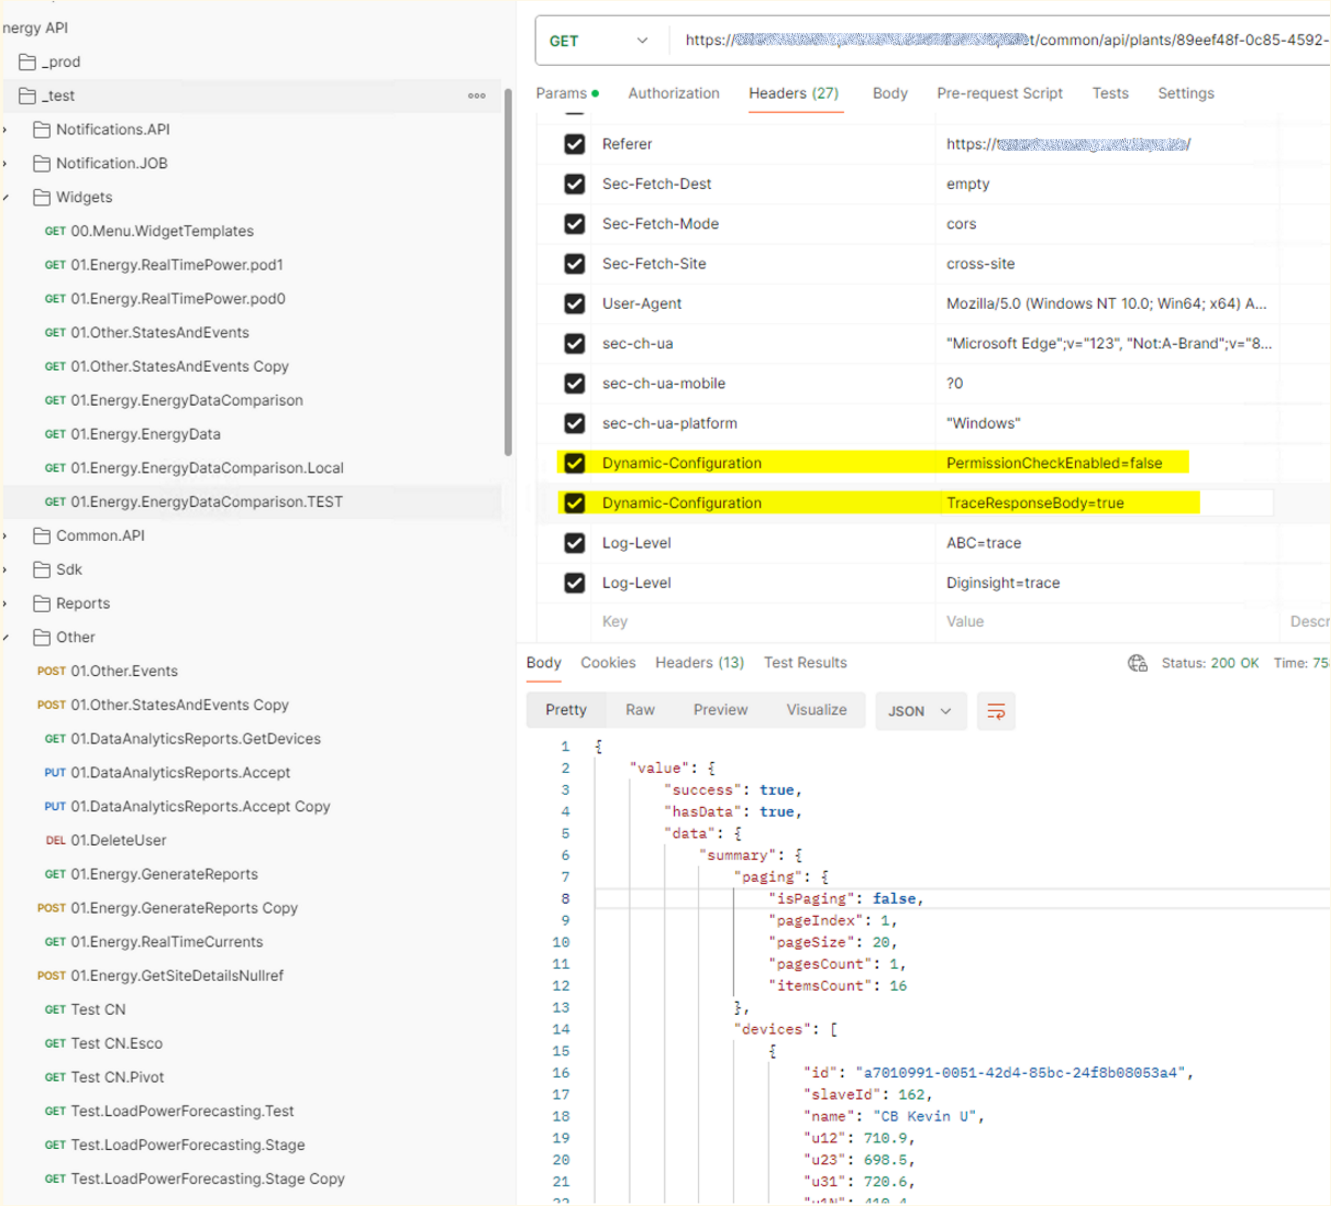 nergy API
_prod
_test
Notifications.API
Notification.JOB
Widgets
GET 00.Menu.WidgetTemplates
GET 01.Energy.RealTimePower.pod1
GET 01.Energy.RealTimePower.pod0
GET 01.Other.StatesAndEvents
GET 01.Other.StatesAndEvents Copy
GET 01.Energy.EnergyDataComparison
GET 01.Energy.EnergyData
GET 01.Energy.EnergyDataComparison.Local
GET 01.Energy.EnergyDataComparison.TEST
Common.API
Sdk
Reports
Other
POST 01.Other.Events
POST 01.Other.StatesAndEvents Copy
GET 01.DataAnalyticsReports.GetDevices
PUT 01.DataAnalyticsReports.Accept
PUT 01.DataAnalyticsReports.Accept Copy
DEL 01.DeleteUser
GET 01.Energy.GenerateReports
POST 01.Energy.GenerateReports Copy
GET 01.Energy.RealTimeCurrents
POST 01.Energy.GetSiteDetailsNullref
GET Test CN
GET Test CN.Esco
GET Test CN.Pivot
GET Test.LoadPowerForecasting.Test
GET Test.LoadPowerForecasting.Stage
GET Test.LoadPowerForecasting.Stage Copy
GET https:// t/common/api/plants/89eef48f-0c85-4592-
Params Authorization Headers (27) Body Pre-request Script Tests Settings
Referer https:// /
Sec-Fetch-Dest empty
Sec-Fetch-Mode cors
Sec-Fetch-Site cross-site
User-Agent Mozilla/5.0 (Windows NT 10.0; Win64; x64) A...
sec-ch-ua "Microsoft Edge";v="123", "Not:A-Brand";v="8...
sec-ch-ua-mobile ?0
sec-ch-ua-platform "Windows"
Dynamic-Configuration PermissionCheckEnabled=false
Dynamic-Configuration TraceResponseBody=true
Log-Level ABC=trace
Log-Level Diginsight=trace
Key Value Descr
Body Cookies Headers (13) Test Results Status: 200 OK Time: 75
Pretty Raw Preview Visualize JSON
1 {
2 "value": {
3 "success": true,
4 "hasData": true,
5 "data": {
6 "summary": {
7 "paging": {
8 "isPaging": false,
9 "pageIndex": 1,
10 "pageSize": 20,
11 "pagesCount": 1,
12 "itemsCount": 16
13 },
14 "devices": [
15 {
16 "id": "a7010991-0051-42d4-85bc-24f8b08053a4",
17 "slaveId": 162,
18 "name": "CB Kevin U",
19 "u12": 710.9,
20 "u23": 698.5,
21 "u31": 720.6,